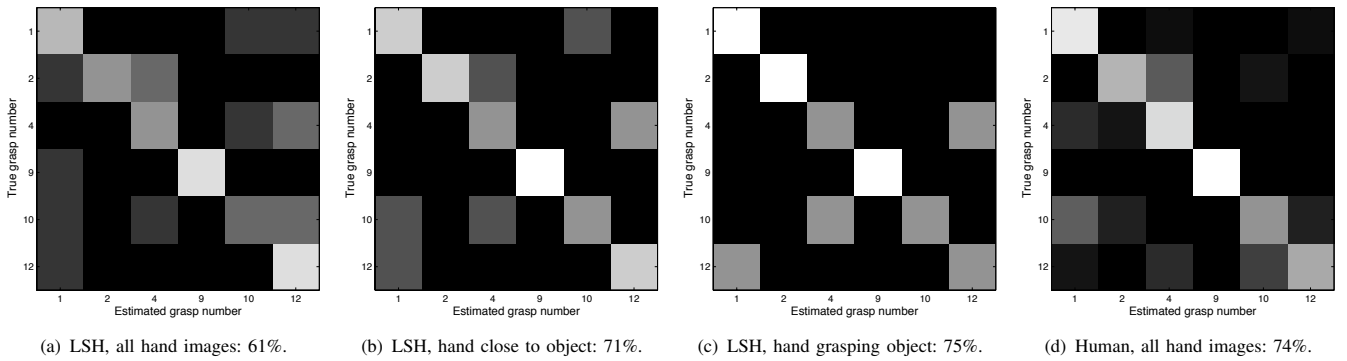 True grasp number
1
2
4
9
10
12
1 2 4 9 10 12
Estimated grasp number
(a) LSH, all hand images: 61%.
True grasp number
1
2
4
9
10
12
1 2 4 9 10 12
Estimated grasp number
(b) LSH, hand close to object: 71%.
True grasp number
1
2
4
9
10
12
1 2 4 9 10 12
Estimated grasp number
(c) LSH, hand grasping object: 75%.
True grasp number
1
2
4
9
10
12
1 2 4 9 10 12
Estimated grasp number
(d) Human, all hand images: 74%.